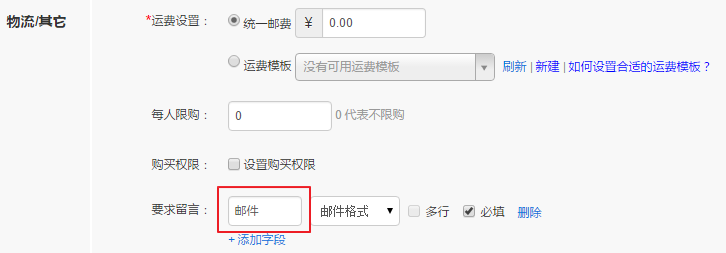 物流/其它
*运费设置： 统一邮费 ¥ 0.00
运费模板 没有可用运费模板 刷新 | 新建 | 如何设置合适的运费模板？
每人限购： 0 0 代表不限购
购买权限： 设置购买权限
要求留言： 邮件 邮件格式 多行 必填 删除
+ 添加字段